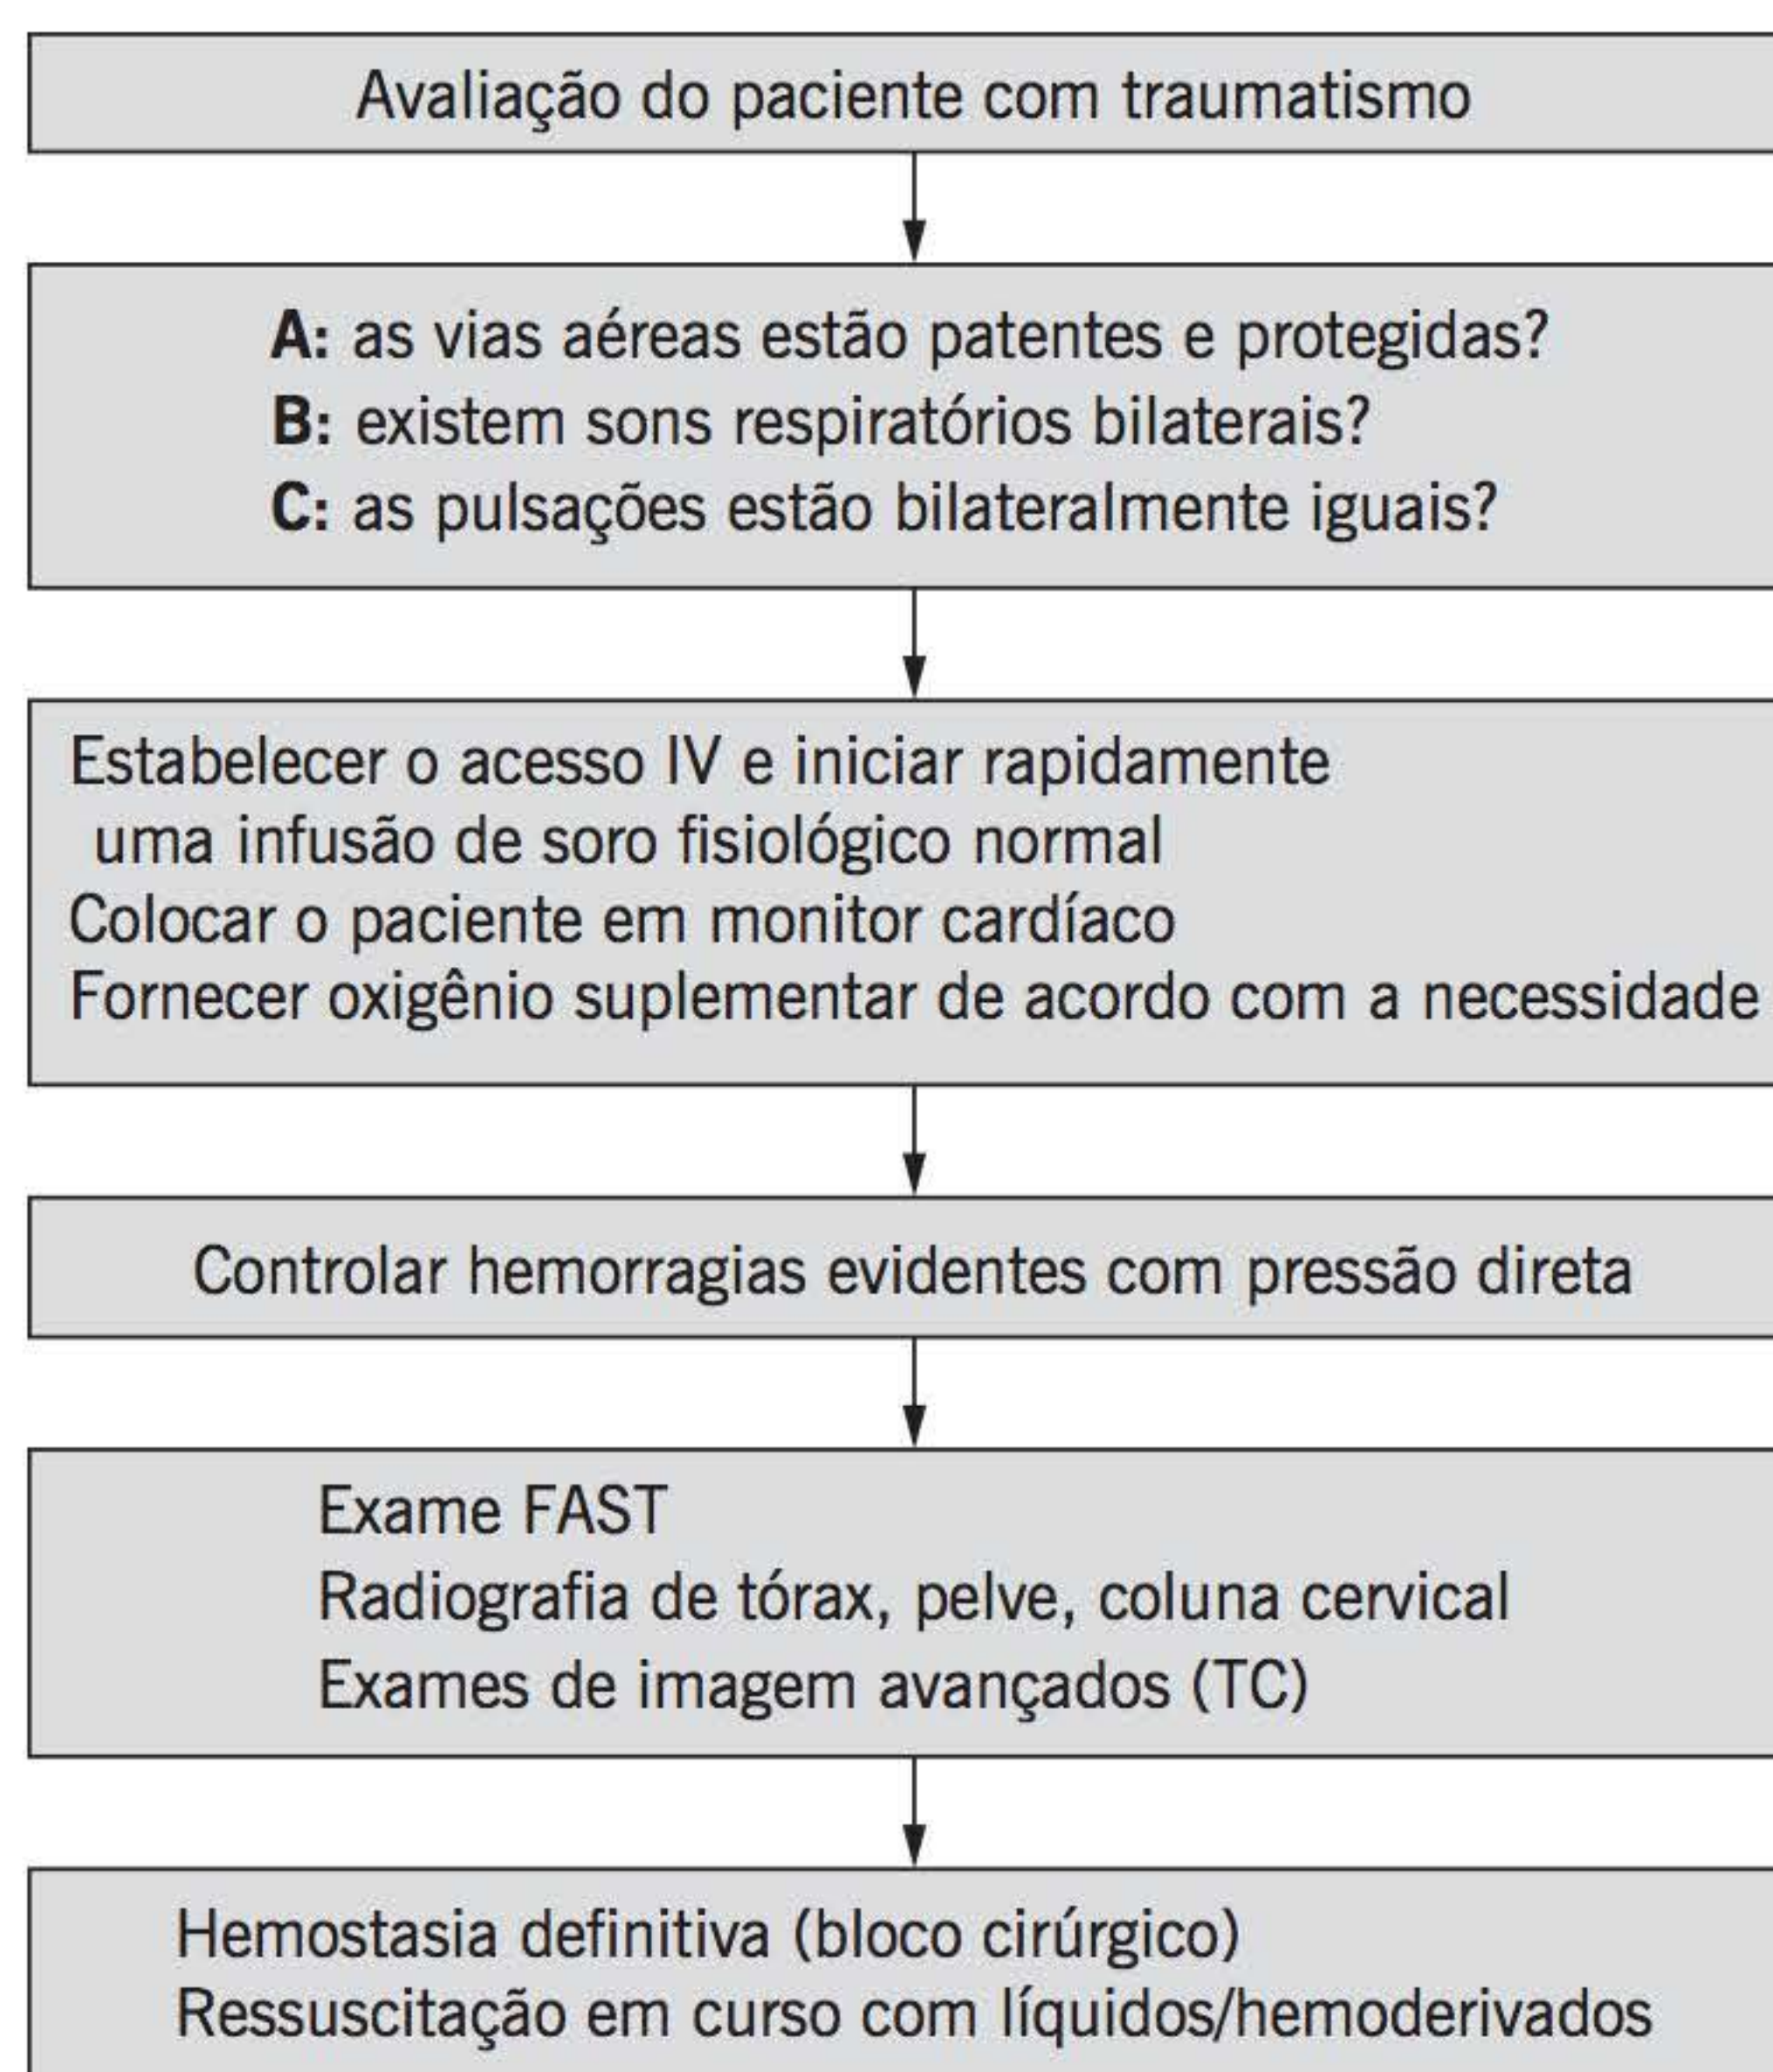 Avaliação do paciente com traumatismo
A: as vias aéreas estão patentes e protegidas?
B: existem sons respiratórios bilaterais?
C: as pulsações estão bilateralmente iguais?
Estabelecer o acesso IV e iniciar rapidamente
uma infusão de soro fisiológico normal
Colocar o paciente em monitor cardíaco
Fornecer oxigênio suplementar de acordo com a necessidade
Controlar hemorragias evidentes com pressão direta
Exame FAST
Radiografia de tórax, pelve, coluna cervical
Exames de imagem avançados (TC)
Hemostasia definitiva (bloco cirúrgico)
Ressuscitação em curso com líquidos/hemoderivados